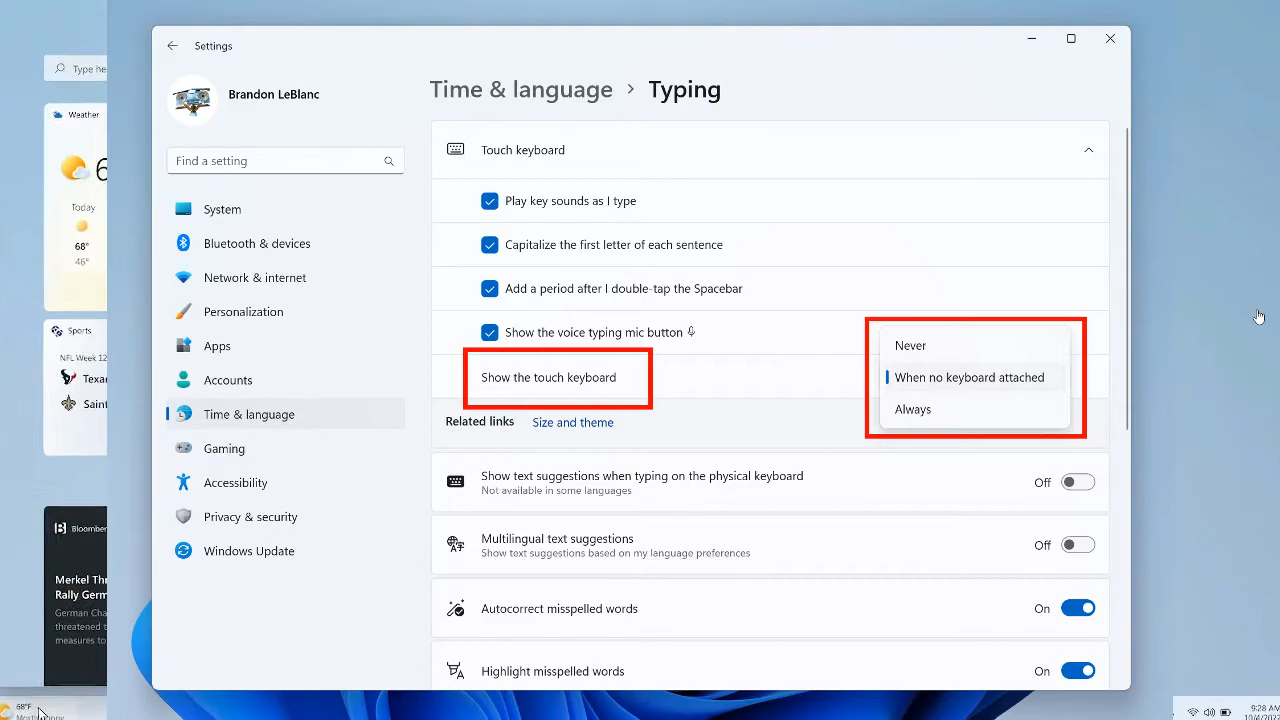 Settings
Brandon LeBlanc
Find a setting
System
Bluetooth & devices
Network & internet
Personalization
Apps
Accounts
Time & language
Gaming
Accessibility
Privacy & security
Windows Update
Time & language > Typing
Touch keyboard
Play key sounds as I type
Capitalize the first letter of each sentence
Add a period after I double-tap the Spacebar
Show the voice typing mic button
Show the touch keyboard
Never
When no keyboard attached
Always
Related links Size and theme
Show text suggestions when typing on the physical keyboard
Not available in some languages
Off
Multilingual text suggestions
Show text suggestions based on my language preferences
Off
Autocorrect misspelled words
On
Highlight misspelled words
On
Type he
Weather
6
Today
68°
46°
Sports
NFL Week 12
Texa
Saint
Bloomber
Merkel Thr
Rally Germ
German Cha
threatened t
measures to
68°F
9:28 AM